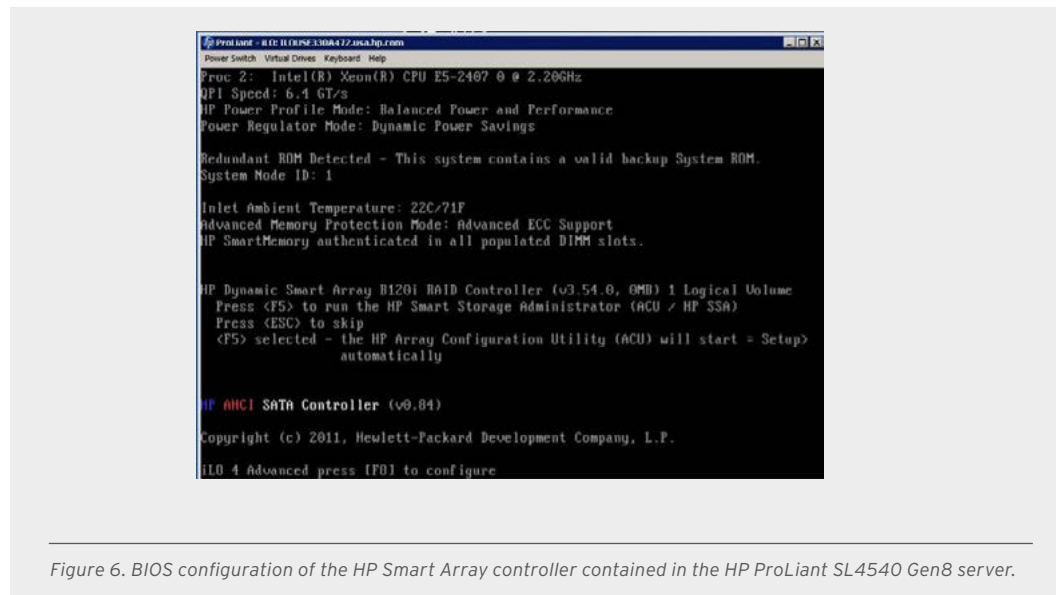 ProLiant - iLO: ILOUSE330A472.usa.hp.com
Power Switch Virtual Drives Keyboard Help
Proc 2: Intel(R) Xeon(R) CPU E5-2407 0 @ 2.20GHz
QPI Speed: 6.4 GT/s
HP Power Profile Mode: Balanced Power and Performance
Power Regulator Mode: Dynamic Power Savings
Redundant ROM Detected - This system contains a valid backup System ROM.
System Node ID: 1
Inlet Ambient Temperature: 22C/71F
Advanced Memory Protection Mode: Advanced ECC Support
HP SmartMemory authenticated in all populated DIMM slots.
HP Dynamic Smart Array B120i RAID Controller (v3.54.0, 0MB) 1 Logical Volume
Press <F5> to run the HP Smart Storage Administrator (ACU / HP SSA)
Press <ESC> to skip
<F5> selected - the HP Array Configuration Utility (ACU) will start = Setup>
automatically
HP AHCI SATA Controller (v0.84)
Copyright (c) 2011, Hewlett-Packard Development Company, L.P.
iLO 4 Advanced press [F8] to configure
Figure 6. BIOS configuration of the HP Smart Array controller contained in the HP ProLiant SL4540 Gen8 server.